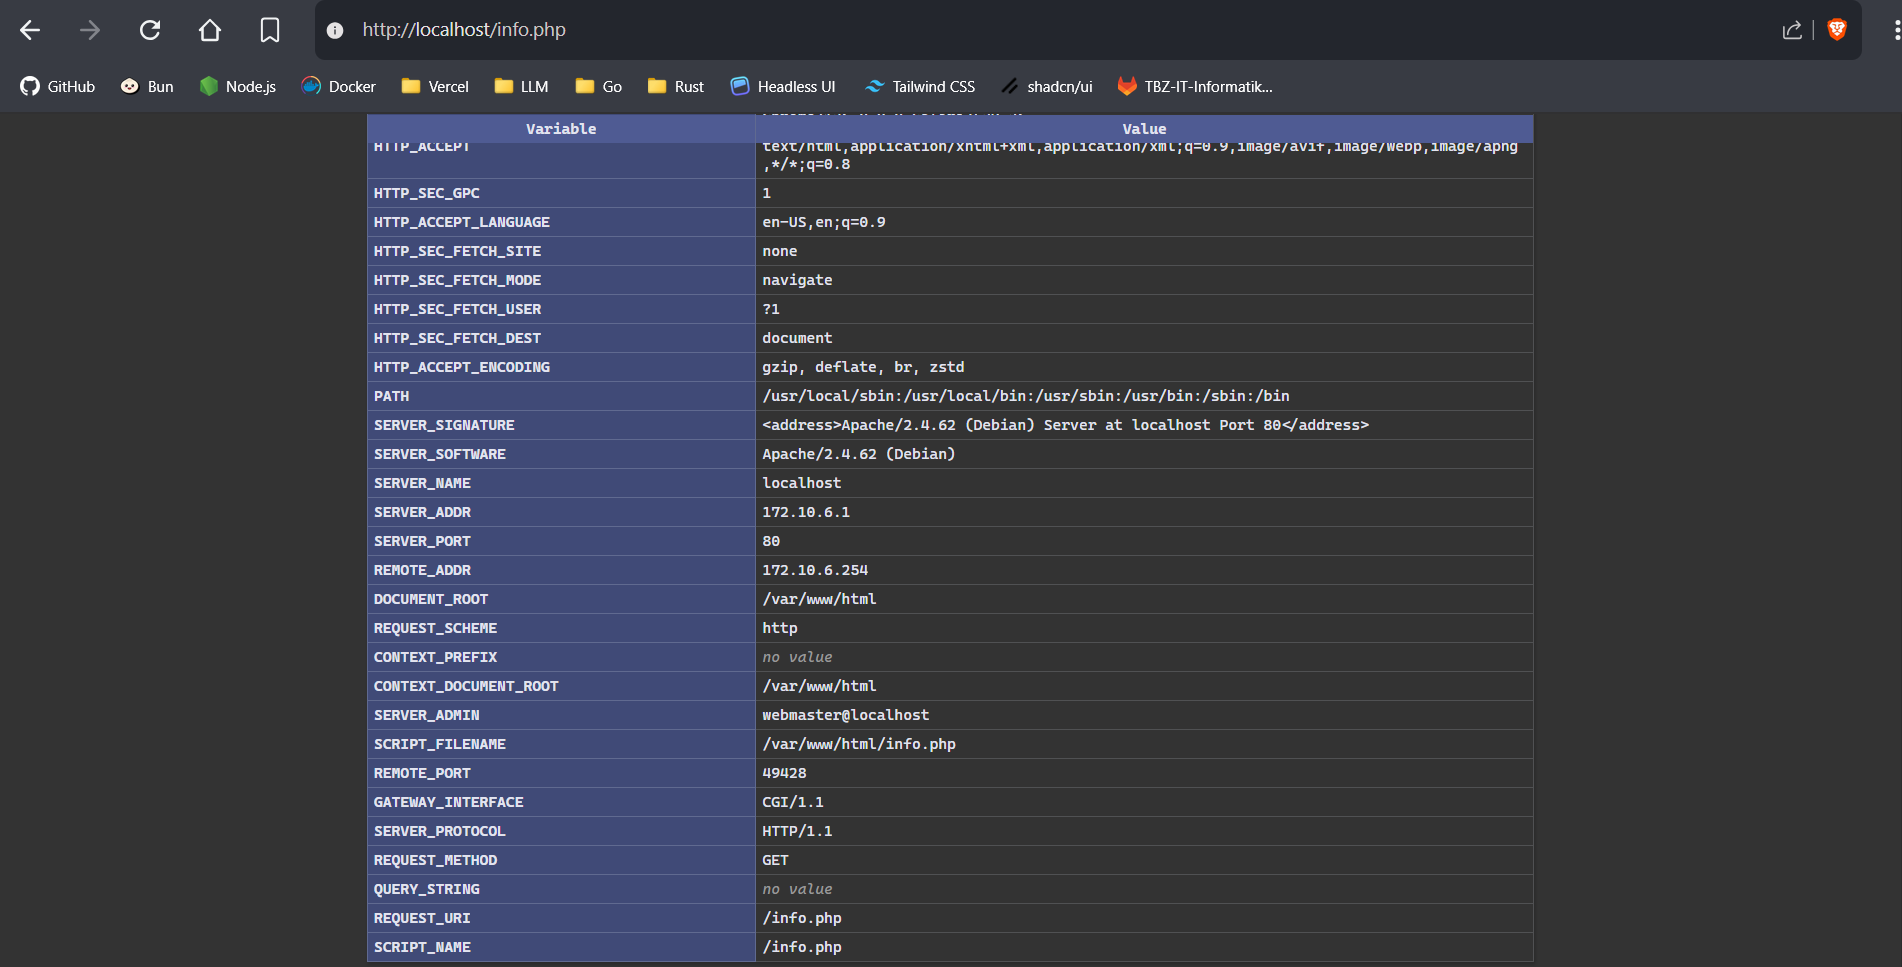 http://localhost/info.php
GitHub Bun Node.js Docker Vercel LLM Go Rust Headless UI Tailwind CSS shadcn/ui TBZ-IT-Informatik...
Variable Value
HTTP_ACCEPT text/html,application/xhtml+xml,application/xml;q=0.9,image/avif,image/webp,image/apng
,*/*;q=0.8
HTTP_SEC_GPC 1
HTTP_ACCEPT_LANGUAGE en-US,en;q=0.9
HTTP_SEC_FETCH_SITE none
HTTP_SEC_FETCH_MODE navigate
HTTP_SEC_FETCH_USER ?1
HTTP_SEC_FETCH_DEST document
HTTP_ACCEPT_ENCODING gzip, deflate, br, zstd
PATH /usr/local/sbin:/usr/local/bin:/usr/sbin:/usr/bin:/sbin:/bin
SERVER_SIGNATURE <address>Apache/2.4.62 (Debian) Server at localhost Port 80</address>
SERVER_SOFTWARE Apache/2.4.62 (Debian)
SERVER_NAME localhost
SERVER_ADDR 172.10.6.1
SERVER_PORT 80
REMOTE_ADDR 172.10.6.254
DOCUMENT_ROOT /var/www/html
REQUEST_SCHEME http
CONTEXT_PREFIX no value
CONTEXT_DOCUMENT_ROOT /var/www/html
SERVER_ADMIN webmaster@localhost
SCRIPT_FILENAME /var/www/html/info.php
REMOTE_PORT 49428
GATEWAY_INTERFACE CGI/1.1
SERVER_PROTOCOL HTTP/1.1
REQUEST_METHOD GET
QUERY_STRING no value
REQUEST_URI /info.php
SCRIPT_NAME /info.php